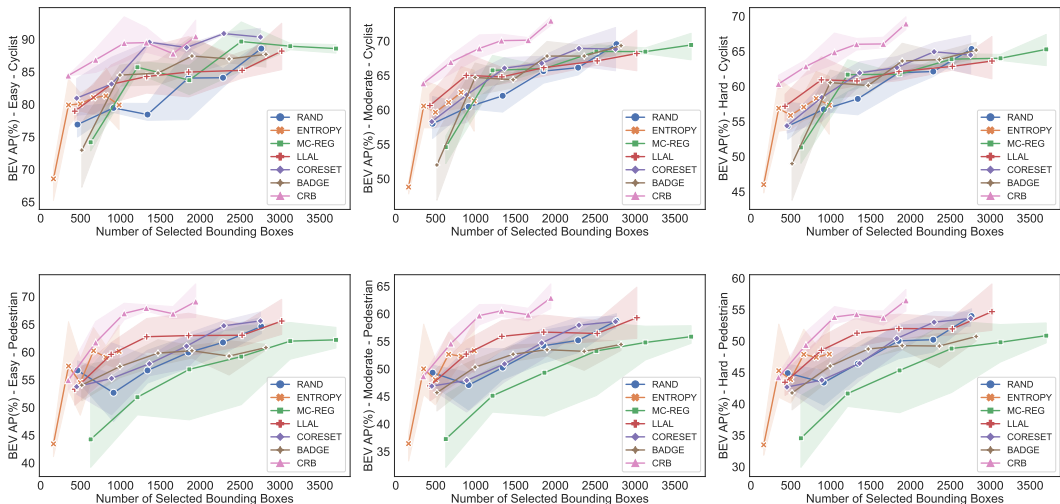 BEV AP(%) - Easy - Cyclist
90
85
80
75
70
65
0 500 1000 1500 2000 2500 3000 3500
Number of Selected Bounding Boxes
RAND
ENTROPY
MC-REG
LLAL
CORESET
BADGE
CRB
BEV AP(%) - Moderate - Cyclist
70
65
60
55
50
0 500 1000 1500 2000 2500 3000 3500
Number of Selected Bounding Boxes
RAND
ENTROPY
MC-REG
LLAL
CORESET
BADGE
CRB
BEV AP(%) - Hard - Cyclist
70
65
60
55
50
45
0 500 1000 1500 2000 2500 3000 3500
Number of Selected Bounding Boxes
RAND
ENTROPY
MC-REG
LLAL
CORESET
BADGE
CRB
BEV AP(%) - Easy - Pedestrian
70
65
60
55
50
45
40
0 500 1000 1500 2000 2500 3000 3500
Number of Selected Bounding Boxes
RAND
ENTROPY
MC-REG
LLAL
CORESET
BADGE
CRB
BEV AP(%) - Moderate - Pedestrian
65
60
55
50
45
40
35
0 500 1000 1500 2000 2500 3000 3500
Number of Selected Bounding Boxes
RAND
ENTROPY
MC-REG
LLAL
CORESET
BADGE
CRB
BEV AP(%) - Hard - Pedestrian
60
55
50
45
40
35
30
0 500 1000 1500 2000 2500 3000 3500
Number of Selected Bounding Boxes
RAND
ENTROPY
MC-REG
LLAL
CORESET
BADGE
CRB